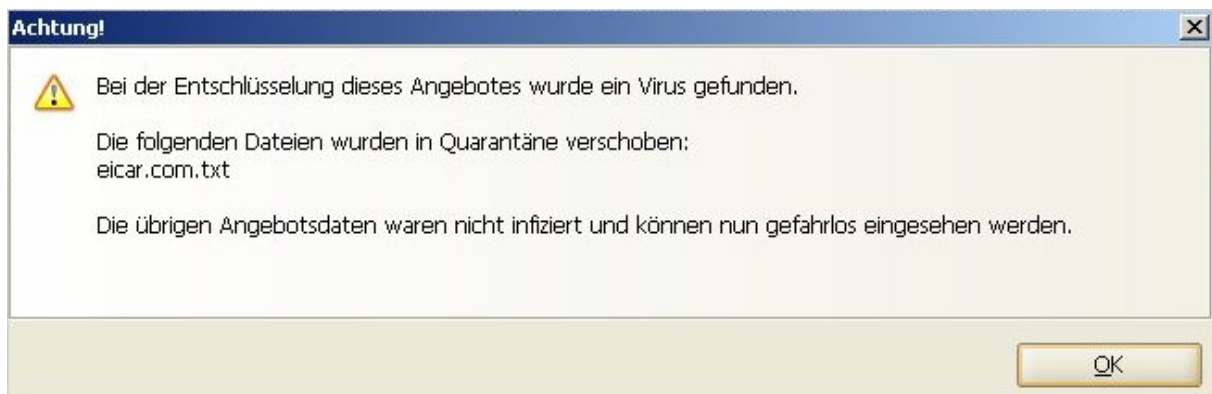 Achtung!
Bei der Entschlüsselung dieses Angebotes wurde ein Virus gefunden.
Die folgenden Dateien wurden in Quarantäne verschoben:
eicar.com.txt
Die übrigen Angebotsdaten waren nicht infiziert und können nun gefahrlos eingesehen werden.
OK